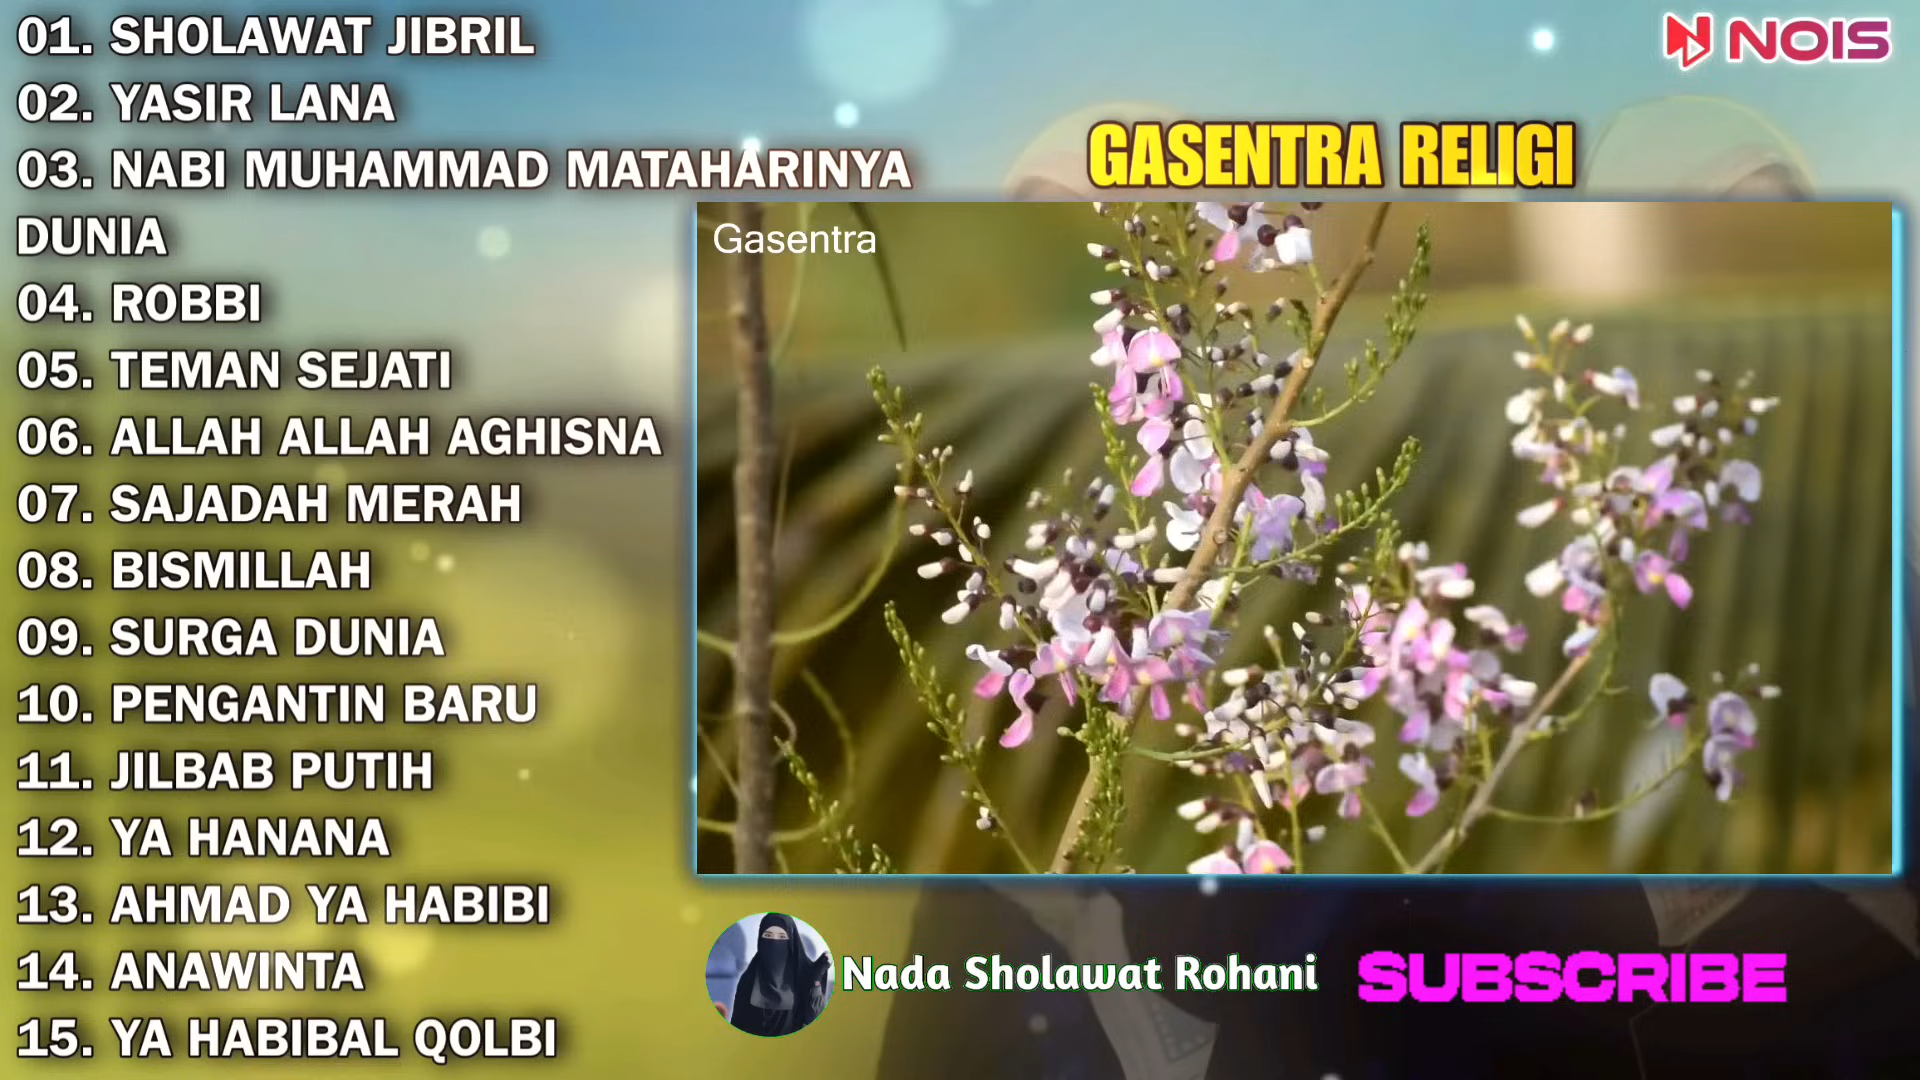 01. SHOLAWAT JIBRIL
02. YASIR LANA
03. NABI MUHAMMAD MATAHARINYA
DUNIA
04. ROBBI
05. TEMAN SEJATI
06. ALLAH ALLAH AGHISNA
07. SAJADAH MERAH
08. BISMILLAH
09. SURGA DUNIA
10. PENGANTIN BARU
11. JILBAB PUTIH
12. YA HANANA
13. AHMAD YA HABIBI
14. ANAWINTA
15. YA HABIBAL QOLBI
NOIS
GASENTRA RELIGI
Gasentra
Nada Sholawat Rohani
SUBSCRIBE